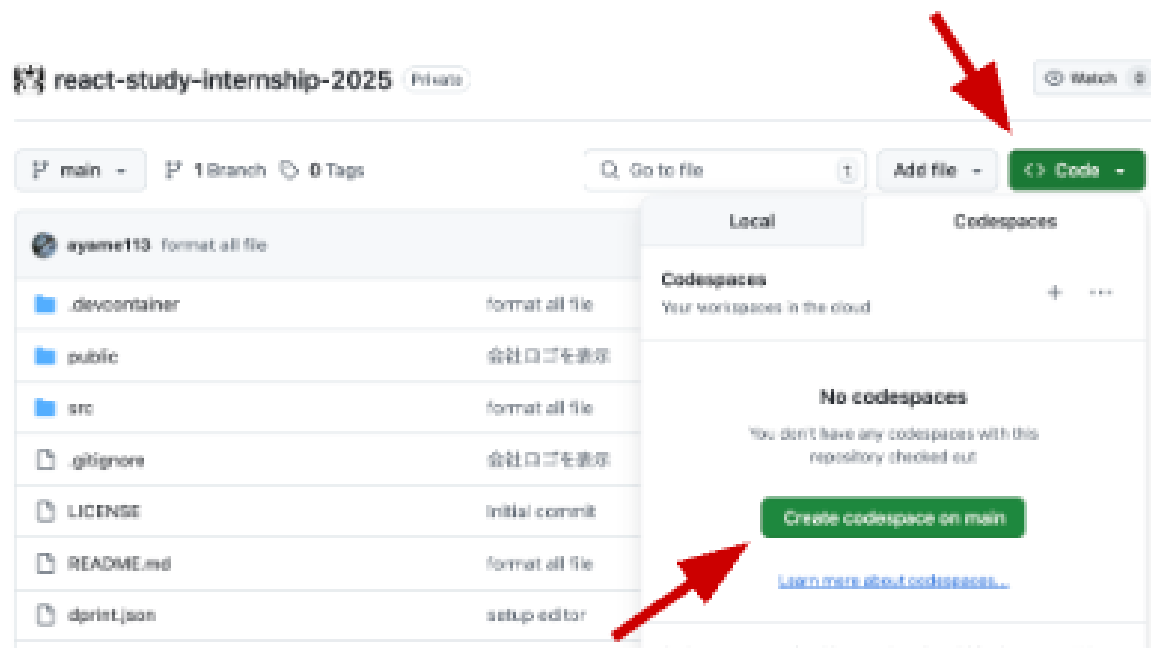 react-study-internship-2025 Private
Watch 0
main 1 Branch 0 Tags
Go to file t Add file Code
Local Codespaces
ayame113 format all file
Codespaces
Your workspaces in the cloud
.devcontainer format all file
public 会社ロゴを表示
src format all file
.gitignore 会社ロゴを表示
LICENSE Initial commit
README.md format all file
dprint.json setup editor
No codespaces
You don't have any codespaces with this
repository checked out
Create codespace on main
Learn more about codespaces...